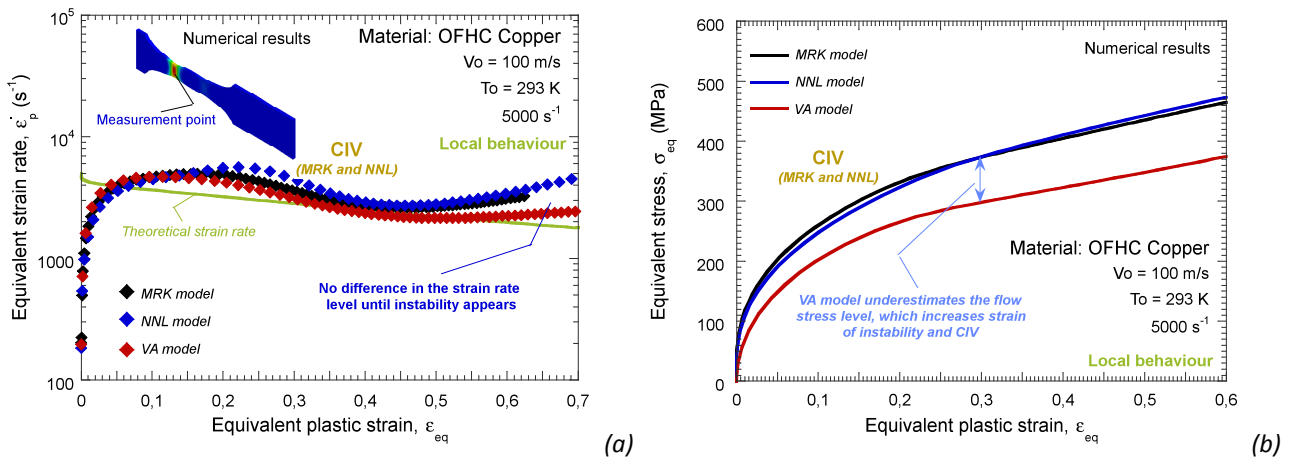 10⁵
Numerical results
Material: OFHC Copper
Vo = 100 m/s
To = 293 K
5000 s⁻¹
Measurement point
Local behaviour
CIV
(MRK and NNL)
10⁴
Theoretical strain rate
1000
No difference in the strain rate
level until instability appears
MRK model
NNL model
VA model
100
0
0,1
0,2
0,3
0,4
0,5
0,6
0,7
Equivalent strain rate, ε̇p (s⁻¹)
Equivalent plastic strain, εeq
(a)
600
500
400
300
200
100
0
Numerical results
MRK model
NNL model
VA model
CIV
(MRK and NNL)
Material: OFHC Copper
Vo = 100 m/s
To = 293 K
5000 s⁻¹
VA model underestimates the flow
stress level, which increases strain
of instability and CIV
Local behaviour
0
0,1
0,2
0,3
0,4
0,5
0,6
Equivalent stress, σeq (MPa)
Equivalent plastic strain, εeq
(b)